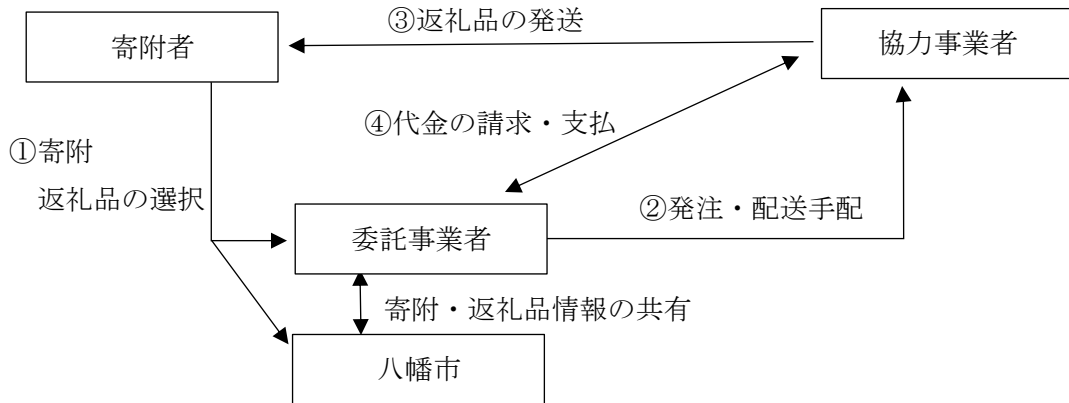 ③返礼品の発送
寄附者
協力事業者
④代金の請求・支払
①寄附
返礼品の選択
②発注・配送手配
委託事業者
寄附・返礼品情報の共有
八幡市